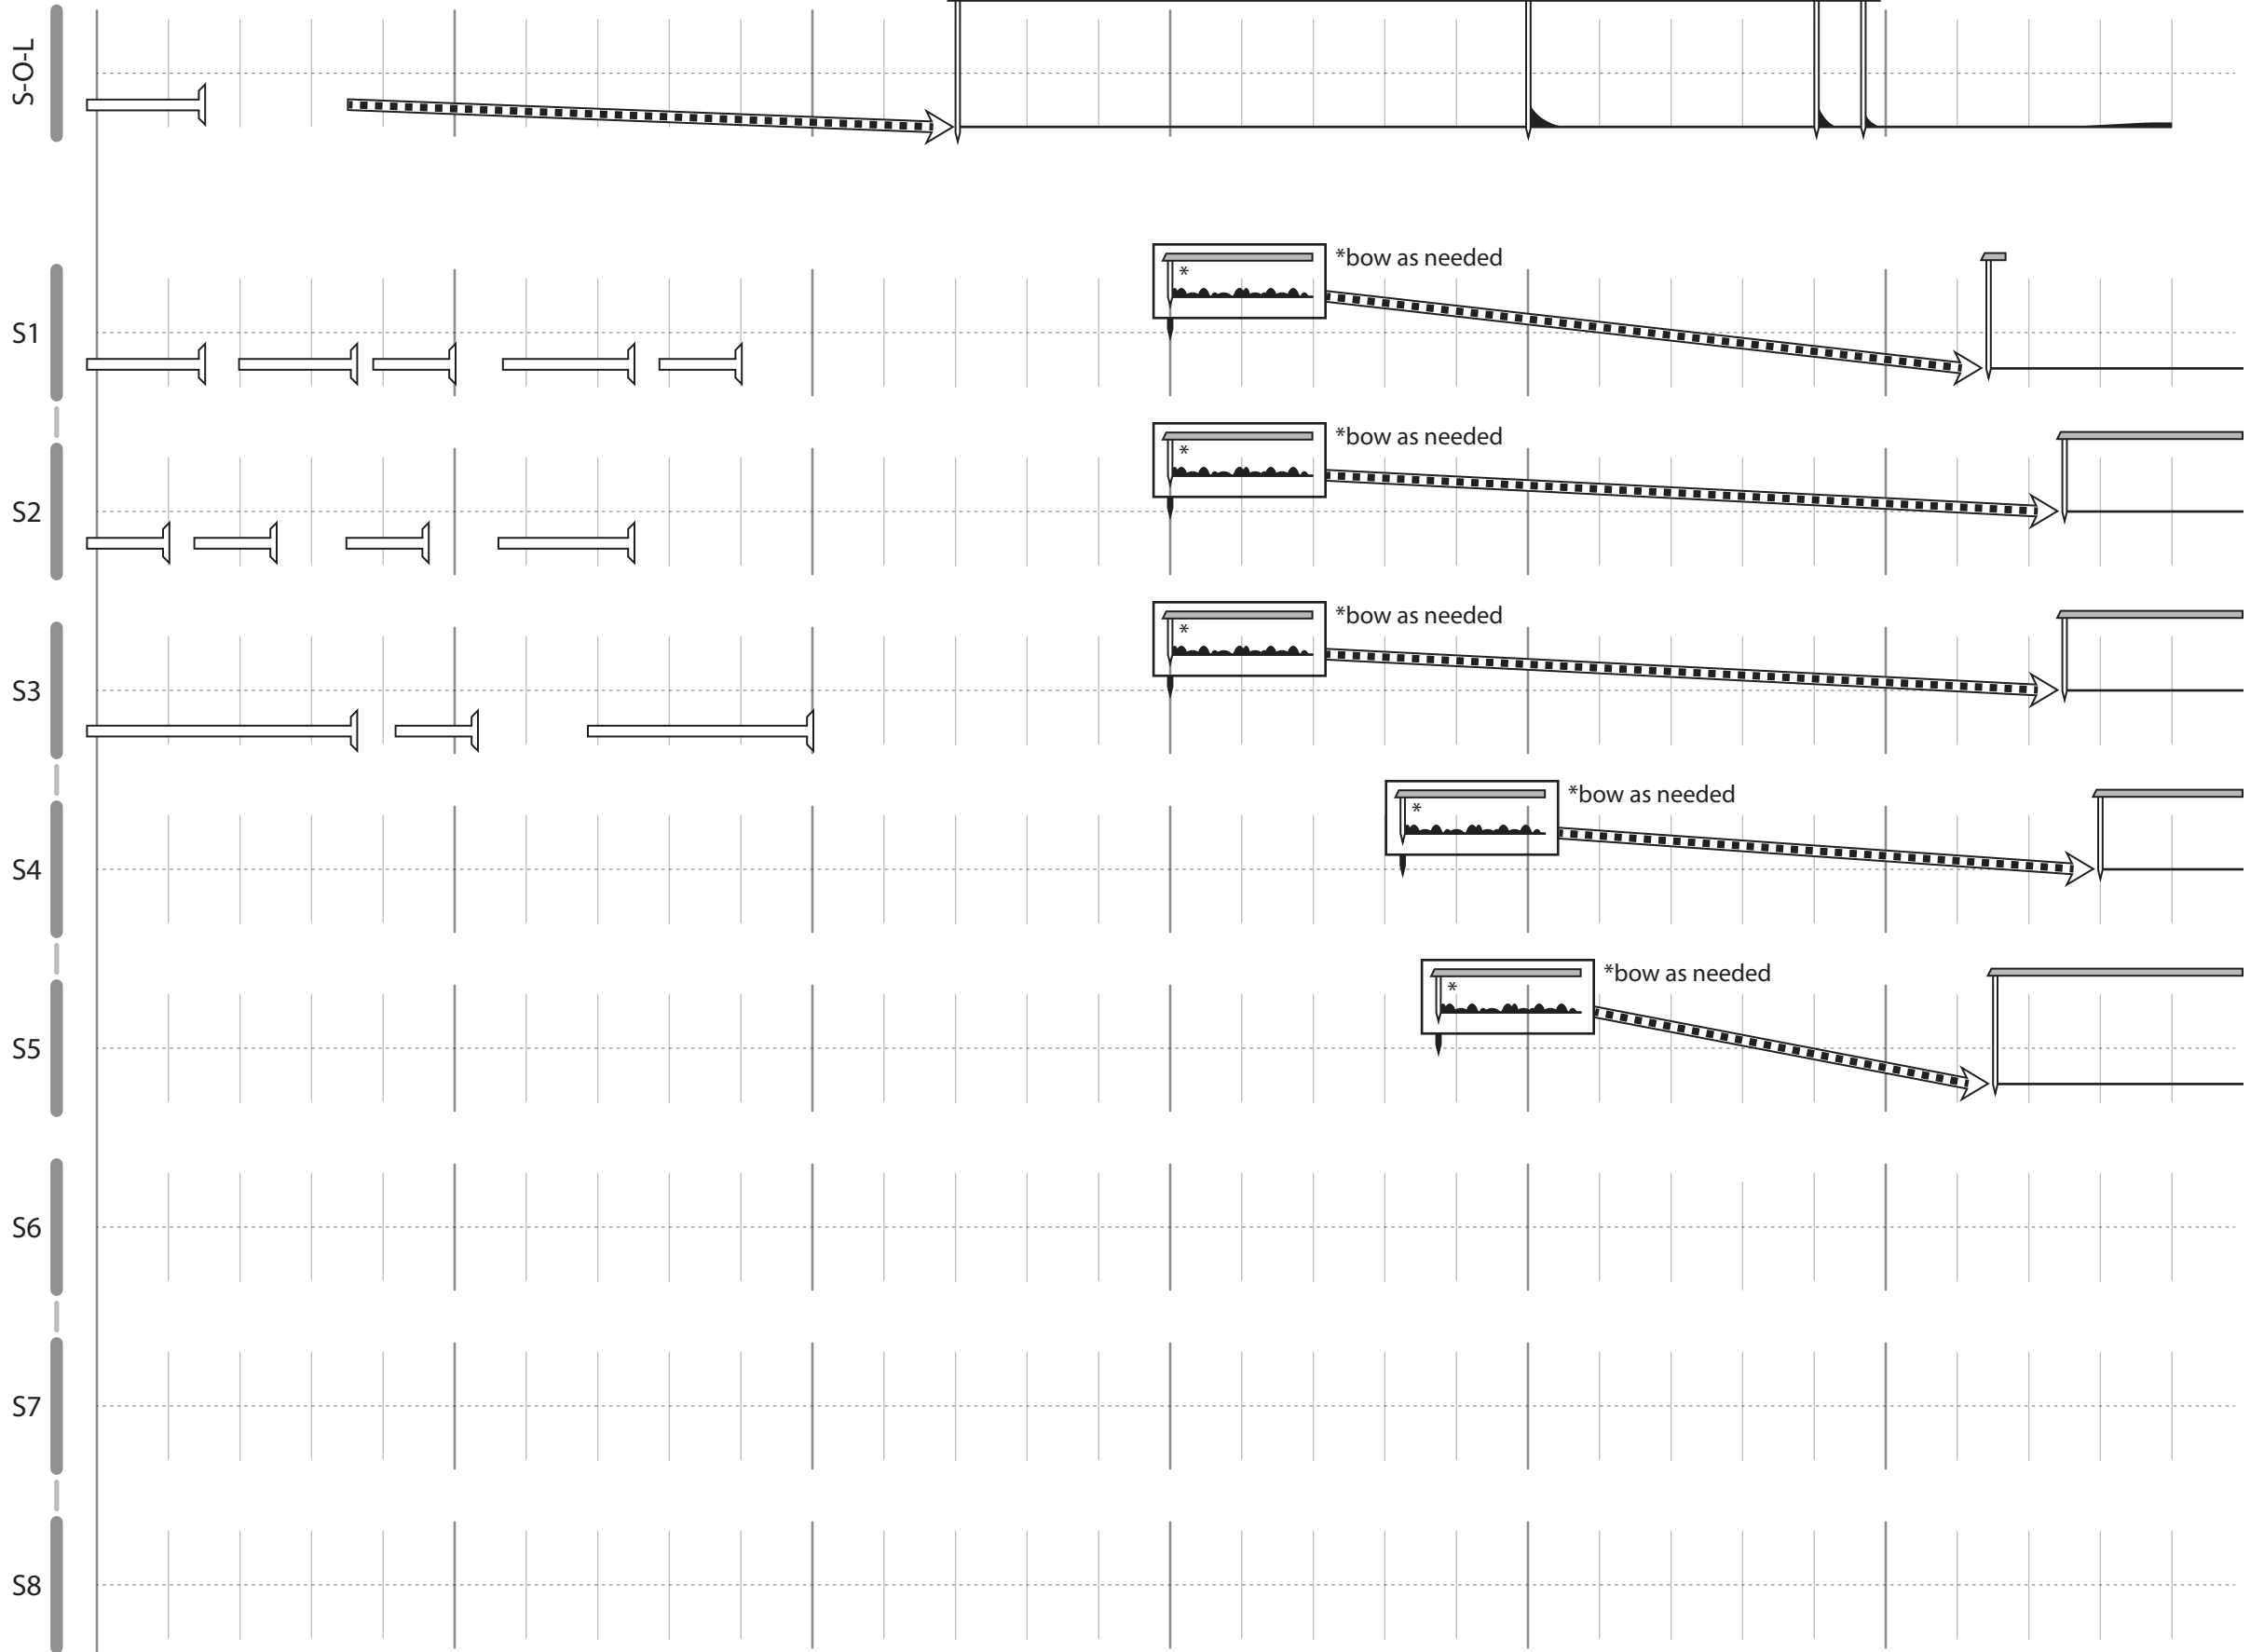 S-O-L
*bow as needed
*
S1
*bow as needed
*
S2
*bow as needed
*
S3
*bow as needed
*
S4
*bow as needed
*
S5
S6
S7
S8